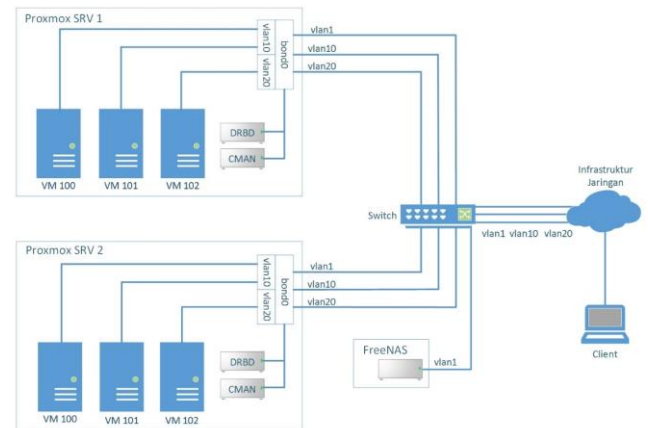 Proxmox SRV 1
vlan10
vlan20
bond0
vlan1
vlan10
vlan20
DRBD
CMAN
VM 100
VM 101
VM 102
Switch
vlan1 vlan10 vlan20
Infrastruktur
Jaringan
Client
Proxmox SRV 2
vlan10
vlan20
bond0
vlan1
vlan10
vlan20
DRBD
CMAN
VM 100
VM 101
VM 102
FreeNAS
vlan1